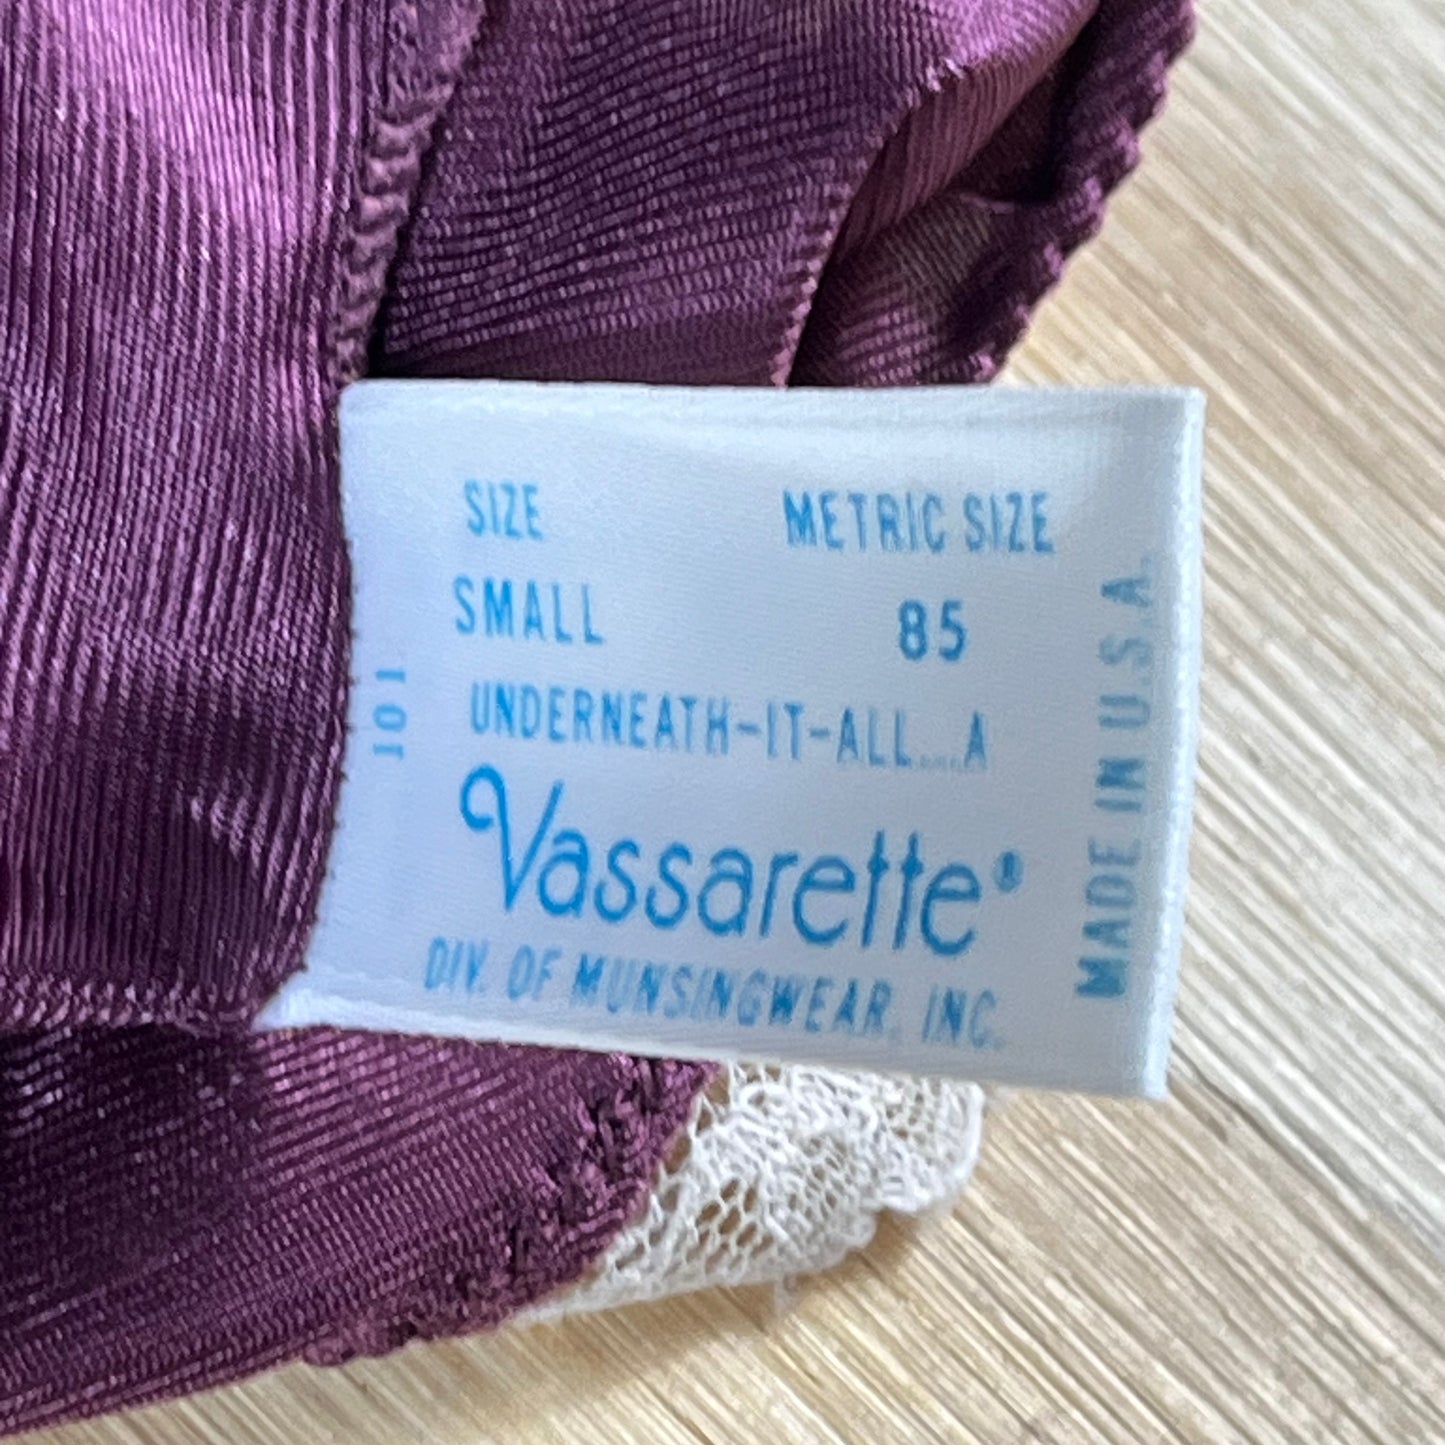 SIZE METRIC SIZE
SMALL 85
UNDERNEATH-IT-ALL....A
Vassarette®
DIV. OF MUNSINGWEAR, INC.
101
MADE IN U.S.A.